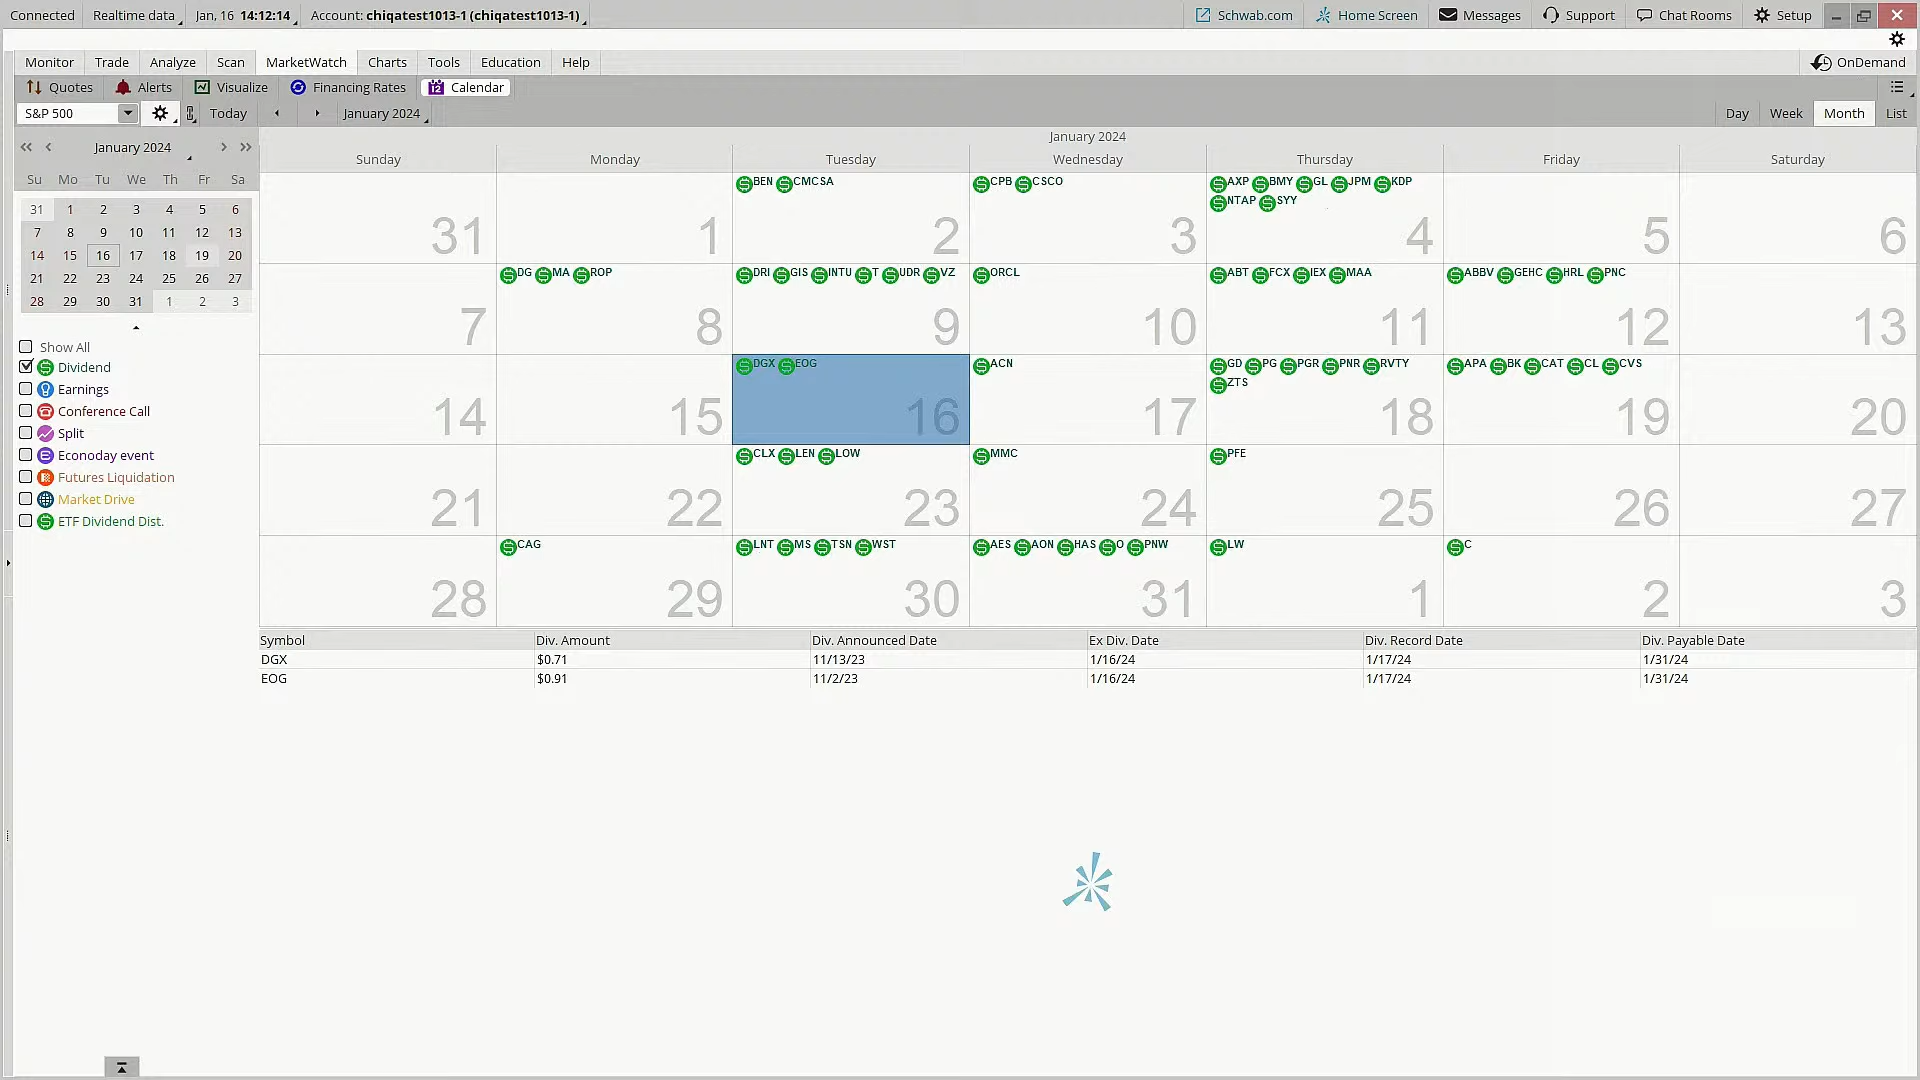 Connected Realtime data Jan, 16 14:12:14 Account: chiqatest1013-1 (chiqatest1013-1) Schwab.com Home Screen Messages Support Chat Rooms Setup
Monitor Trade Analyze Scan MarketWatch Charts Tools Education Help OnDemand
Quotes Alerts Visualize Financing Rates Calendar
S&P 500 Today January 2024 Day Week Month List
January 2024
Su Mo Tu We Th Fr Sa
31 1 2 3 4 5 6
7 8 9 10 11 12 13
14 15 16 17 18 19 20
21 22 23 24 25 26 27
28 29 30 31 1 2 3
Show All
Dividend
Earnings
Conference Call
Split
Econoday event
Futures Liquidation
Market Drive
ETF Dividend Dist.
January 2024
Sunday Monday Tuesday Wednesday Thursday Friday Saturday
BEN CMCSA CPB CSCO AXP BMY GL JPM KDP
NTAP SYY
31 1 2 3 4 5 6
DG MA ROP DRI GIS INTU T UDR VZ ORCL ABT FCX IEX MAA ABBV GEHC HRL PNC
7 8 9 10 11 12 13
DGX EOG ACN GD PG PGR PNR RVTY APA BK CAT CL CVS
ZTS
14 15 16 17 18 19 20
CLX LEN LOW MMC PFE
21 22 23 24 25 26 27
CAG LNT MS TSN WST AES AON HAS O PNW LW C
28 29 30 31 1 2 3
Symbol Div. Amount Div. Announced Date Ex Div. Date Div. Record Date Div. Payable Date
DGX $0.71 11/13/23 1/16/24 1/17/24 1/31/24
EOG $0.91 11/2/23 1/16/24 1/17/24 1/31/24